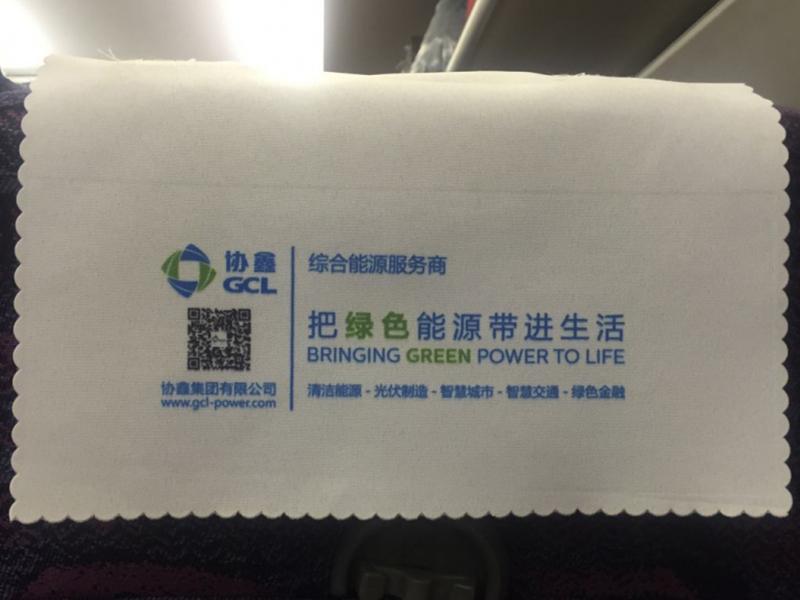 协鑫
GCL
协鑫集团有限公司
www.gcl-power.com
综合能源服务商
把绿色能源带进生活
BRINGING GREEN POWER TO LIFE
清洁能源 - 光伏制造 - 智慧城市 - 智慧交通 - 绿色金融